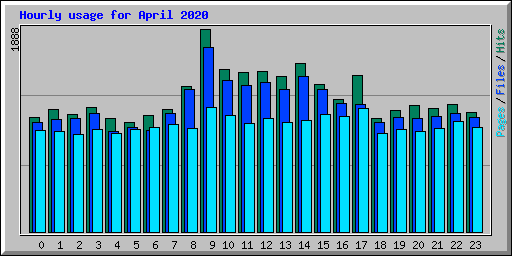 Hourly usage for April 2020
1888
Pages/Files/Hits
0 1 2 3 4 5 6 7 8 9 10 11 12 13 14 15 16 17 18 19 20 21 22 23